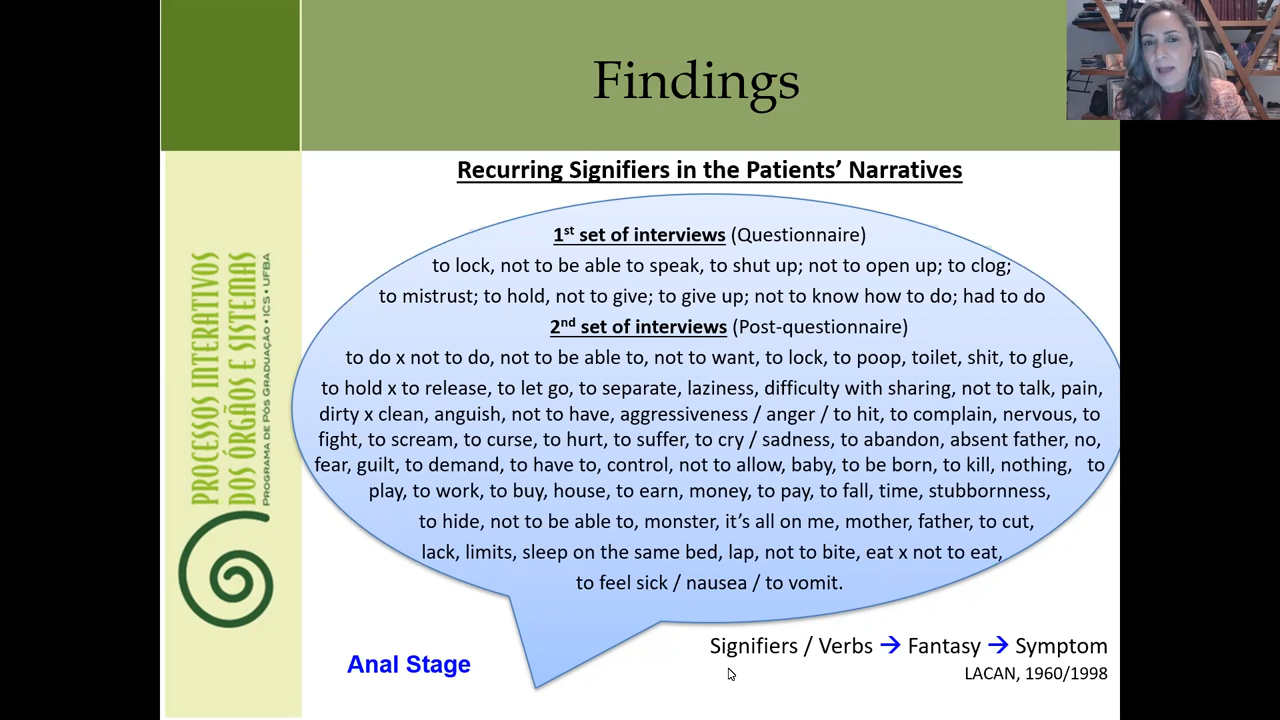 Findings
Recurring Signifiers in the Patients’ Narratives
1st set of interviews (Questionnaire)
to lock, not to be able to speak, to shut up; not to open up; to clog;
to mistrust; to hold, not to give; to give up; not to know how to do; had to do
2nd set of interviews (Post-questionnaire)
to do x not to do, not to be able to, not to want, to lock, to poop, toilet, shit, to glue,
to hold x to release, to let go, to separate, laziness, difficulty with sharing, not to talk, pain,
dirty x clean, anguish, not to have, aggressiveness / anger / to hit, to complain, nervous, to
fight, to scream, to curse, to hurt, to suffer, to cry / sadness, to abandon, absent father, no,
fear, guilt, to demand, to have to, control, not to allow, baby, to be born, to kill, nothing, to
play, to work, to buy, house, to earn, money, to pay, to fall, time, stubbornness,
to hide, not to be able to, monster, it’s all on me, mother, father, to cut,
lack, limits, sleep on the same bed, lap, not to bite, eat x not to eat,
to feel sick / nausea / to vomit.
Signifiers / Verbs → Fantasy → Symptom
LACAN, 1960/1998
Anal Stage
PROCESSOS INTERATIVOS
DOS ÓRGÃOS E SISTEMAS
PROGRAMA DE PÓS GRADUAÇÃO • ICS • UFBA